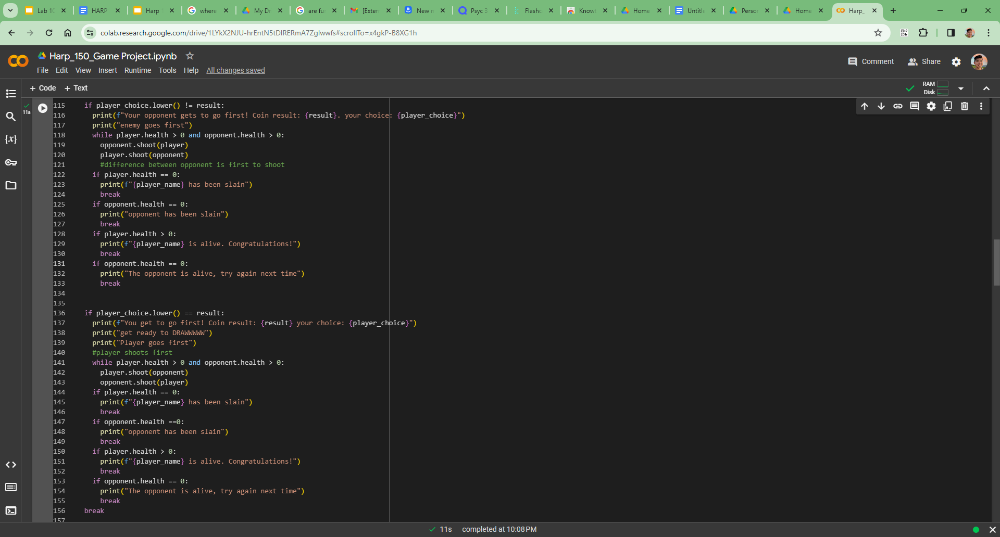 Lab 10
HARP
Harp
where
My Dr
are fu
[Exter
New n
Psyc 3
Flashc
Knowt
Home
Untitle
Perso
Home
Harp_
colab.research.google.com/drive/1LYkX2NJU-hrEntN5tDlRERmA7Zglwwfs#scrollTo=x4gkP-B8XG1h
Harp_150_Game Project.ipynb
File Edit View Insert Runtime Tools Help All changes saved
Comment
Share
+ Code + Text
RAM
Disk
11s
115 if player_choice.lower() != result:
116 print(f"Your opponent gets to go first! Coin result: {result}. your choice: {player_choice}")
117 print("enemy goes first")
118 while player.health > 0 and opponent.health > 0:
119 opponent.shoot(player)
120 player.shoot(opponent)
121 #difference between opponent is first to shoot
122 if player.health == 0:
123 print(f"{player_name} has been slain")
124 break
125 if opponent.health == 0:
126 print("opponent has been slain")
127 break
128 if player.health > 0:
129 print(f"{player_name} is alive. Congratulations!")
130 break
131 if opponent.health == 0:
132 print("The opponent is alive, try again next time")
133 break
134
135
136 if player_choice.lower() == result:
137 print(f"You get to go first! Coin result: {result} your choice: {player_choice}")
138 print("get ready to DRAWWWWW")
139 print("Player goes first")
140 #player shoots first
141 while player.health > 0 and opponent.health > 0:
142 player.shoot(opponent)
143 opponent.shoot(player)
144 if player.health == 0:
145 print(f"{player_name} has been slain")
146 break
147 if opponent.health ==0:
148 print("opponent has been slain")
149 break
150 if player.health > 0:
151 print(f"{player_name} is alive. Congratulations!")
152 break
153 if opponent.health == 0:
154 print("The opponent is alive, try again next time")
155 break
156 break
157
11s completed at 10:08 PM